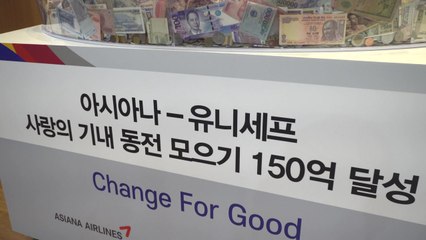 아시아나 – 유니세프
사랑의 기내 동전 모으기 150억 달성
Change For Good
ASIANA AIRLINES